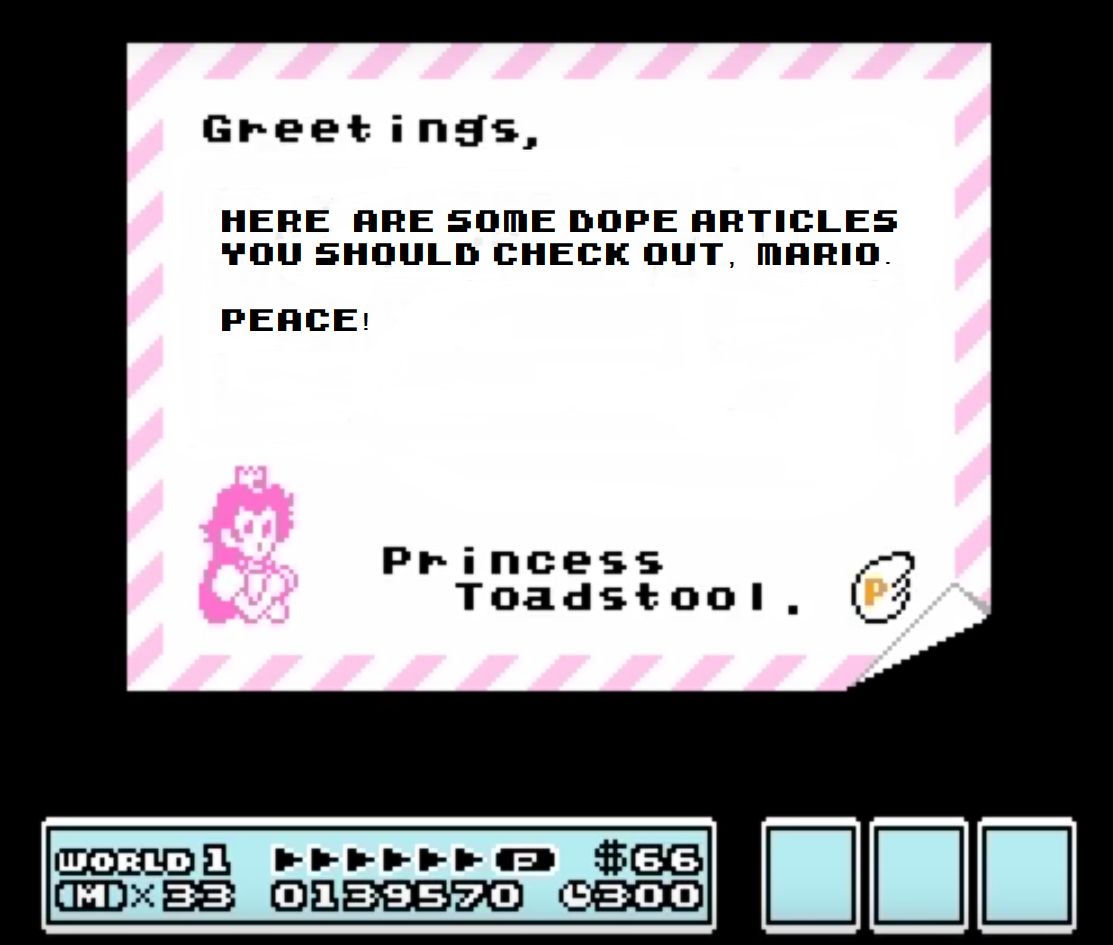 Greetings,
HERE ARE SOME DOPE ARTICLES
YOU SHOULD CHECK OUT, MARIO.
PEACE!
Princess
Toadstool.
P
WORLD 1 P $66
(M)×33 0139570 300